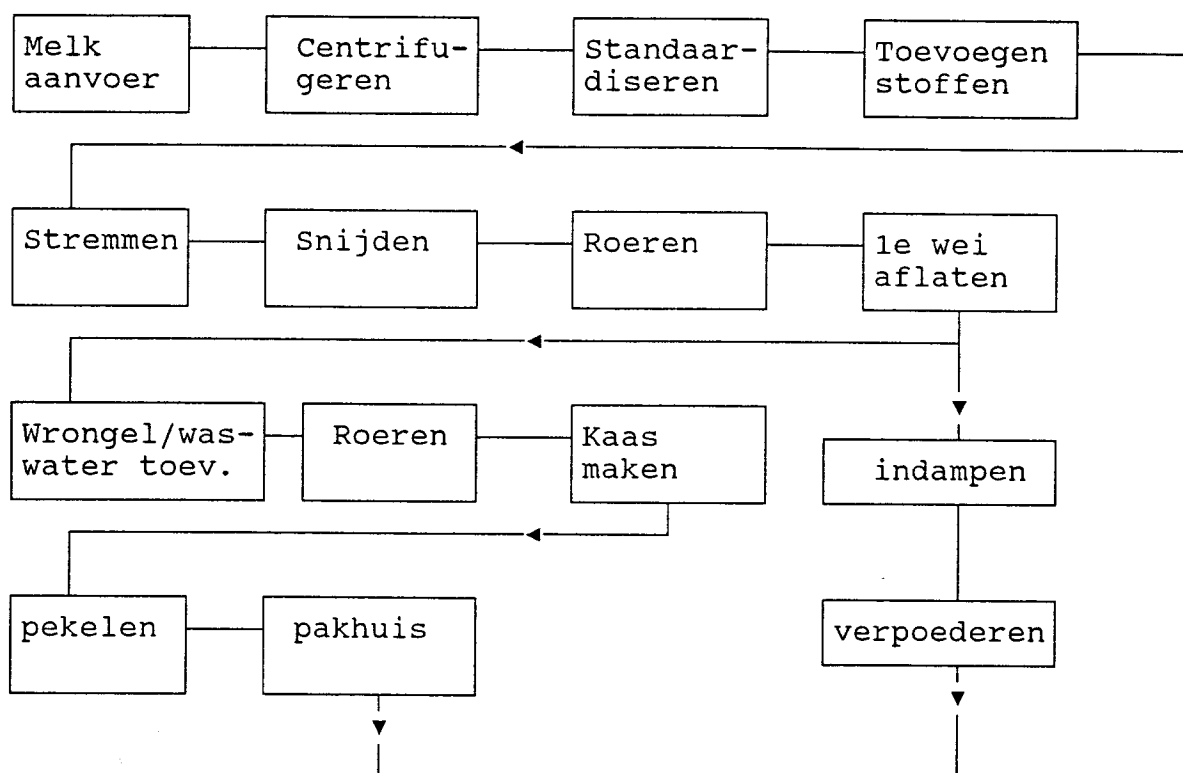 Melk
aanvoer
Centrifu-
geren
Standaar-
diseren
Toevoegen
stoffen
Stremmen
Snijden
Roeren
1e wei
aflaten
Wrongel/was-
water toev.
Roeren
Kaas
maken
indampen
pekelen
pakhuis
verpoederen